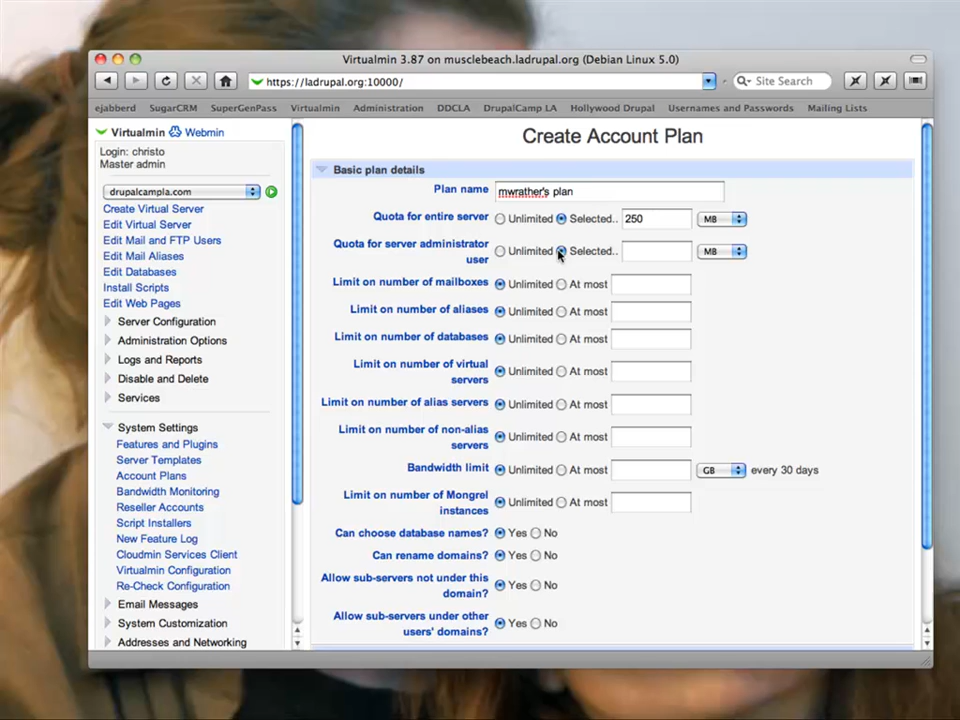 Virtualmin 3.87 on musclebeach.ladrupal.org (Debian Linux 5.0)
https://ladrupal.org:10000/
Site Search
ejabberd SugarCRM SuperGenPass Virtualmin Administration DDCLA DrupalCamp LA Hollywood Drupal Usernames and Passwords Mailing Lists
Virtualmin Webmin
Login: christo
Master admin
drupalcampla.com
Create Virtual Server
Edit Virtual Server
Edit Mail and FTP Users
Edit Mail Aliases
Edit Databases
Install Scripts
Edit Web Pages
Server Configuration
Administration Options
Logs and Reports
Disable and Delete
Services
System Settings
Features and Plugins
Server Templates
Account Plans
Bandwidth Monitoring
Reseller Accounts
Script Installers
New Feature Log
Cloudmin Services Client
Virtualmin Configuration
Re-Check Configuration
Email Messages
System Customization
Addresses and Networking
Create Account Plan
Basic plan details
Plan name mwrather's plan
Quota for entire server Unlimited Selected.. 250 MB
Quota for server administrator
user Unlimited Selected.. MB
Limit on number of mailboxes Unlimited At most
Limit on number of aliases Unlimited At most
Limit on number of databases Unlimited At most
Limit on number of virtual
servers Unlimited At most
Limit on number of alias servers Unlimited At most
Limit on number of non-alias
servers Unlimited At most
Bandwidth limit Unlimited At most GB every 30 days
Limit on number of Mongrel
instances Unlimited At most
Can choose database names? Yes No
Can rename domains? Yes No
Allow sub-servers not under this
domain? Yes No
Allow sub-servers under other
users' domains? Yes No